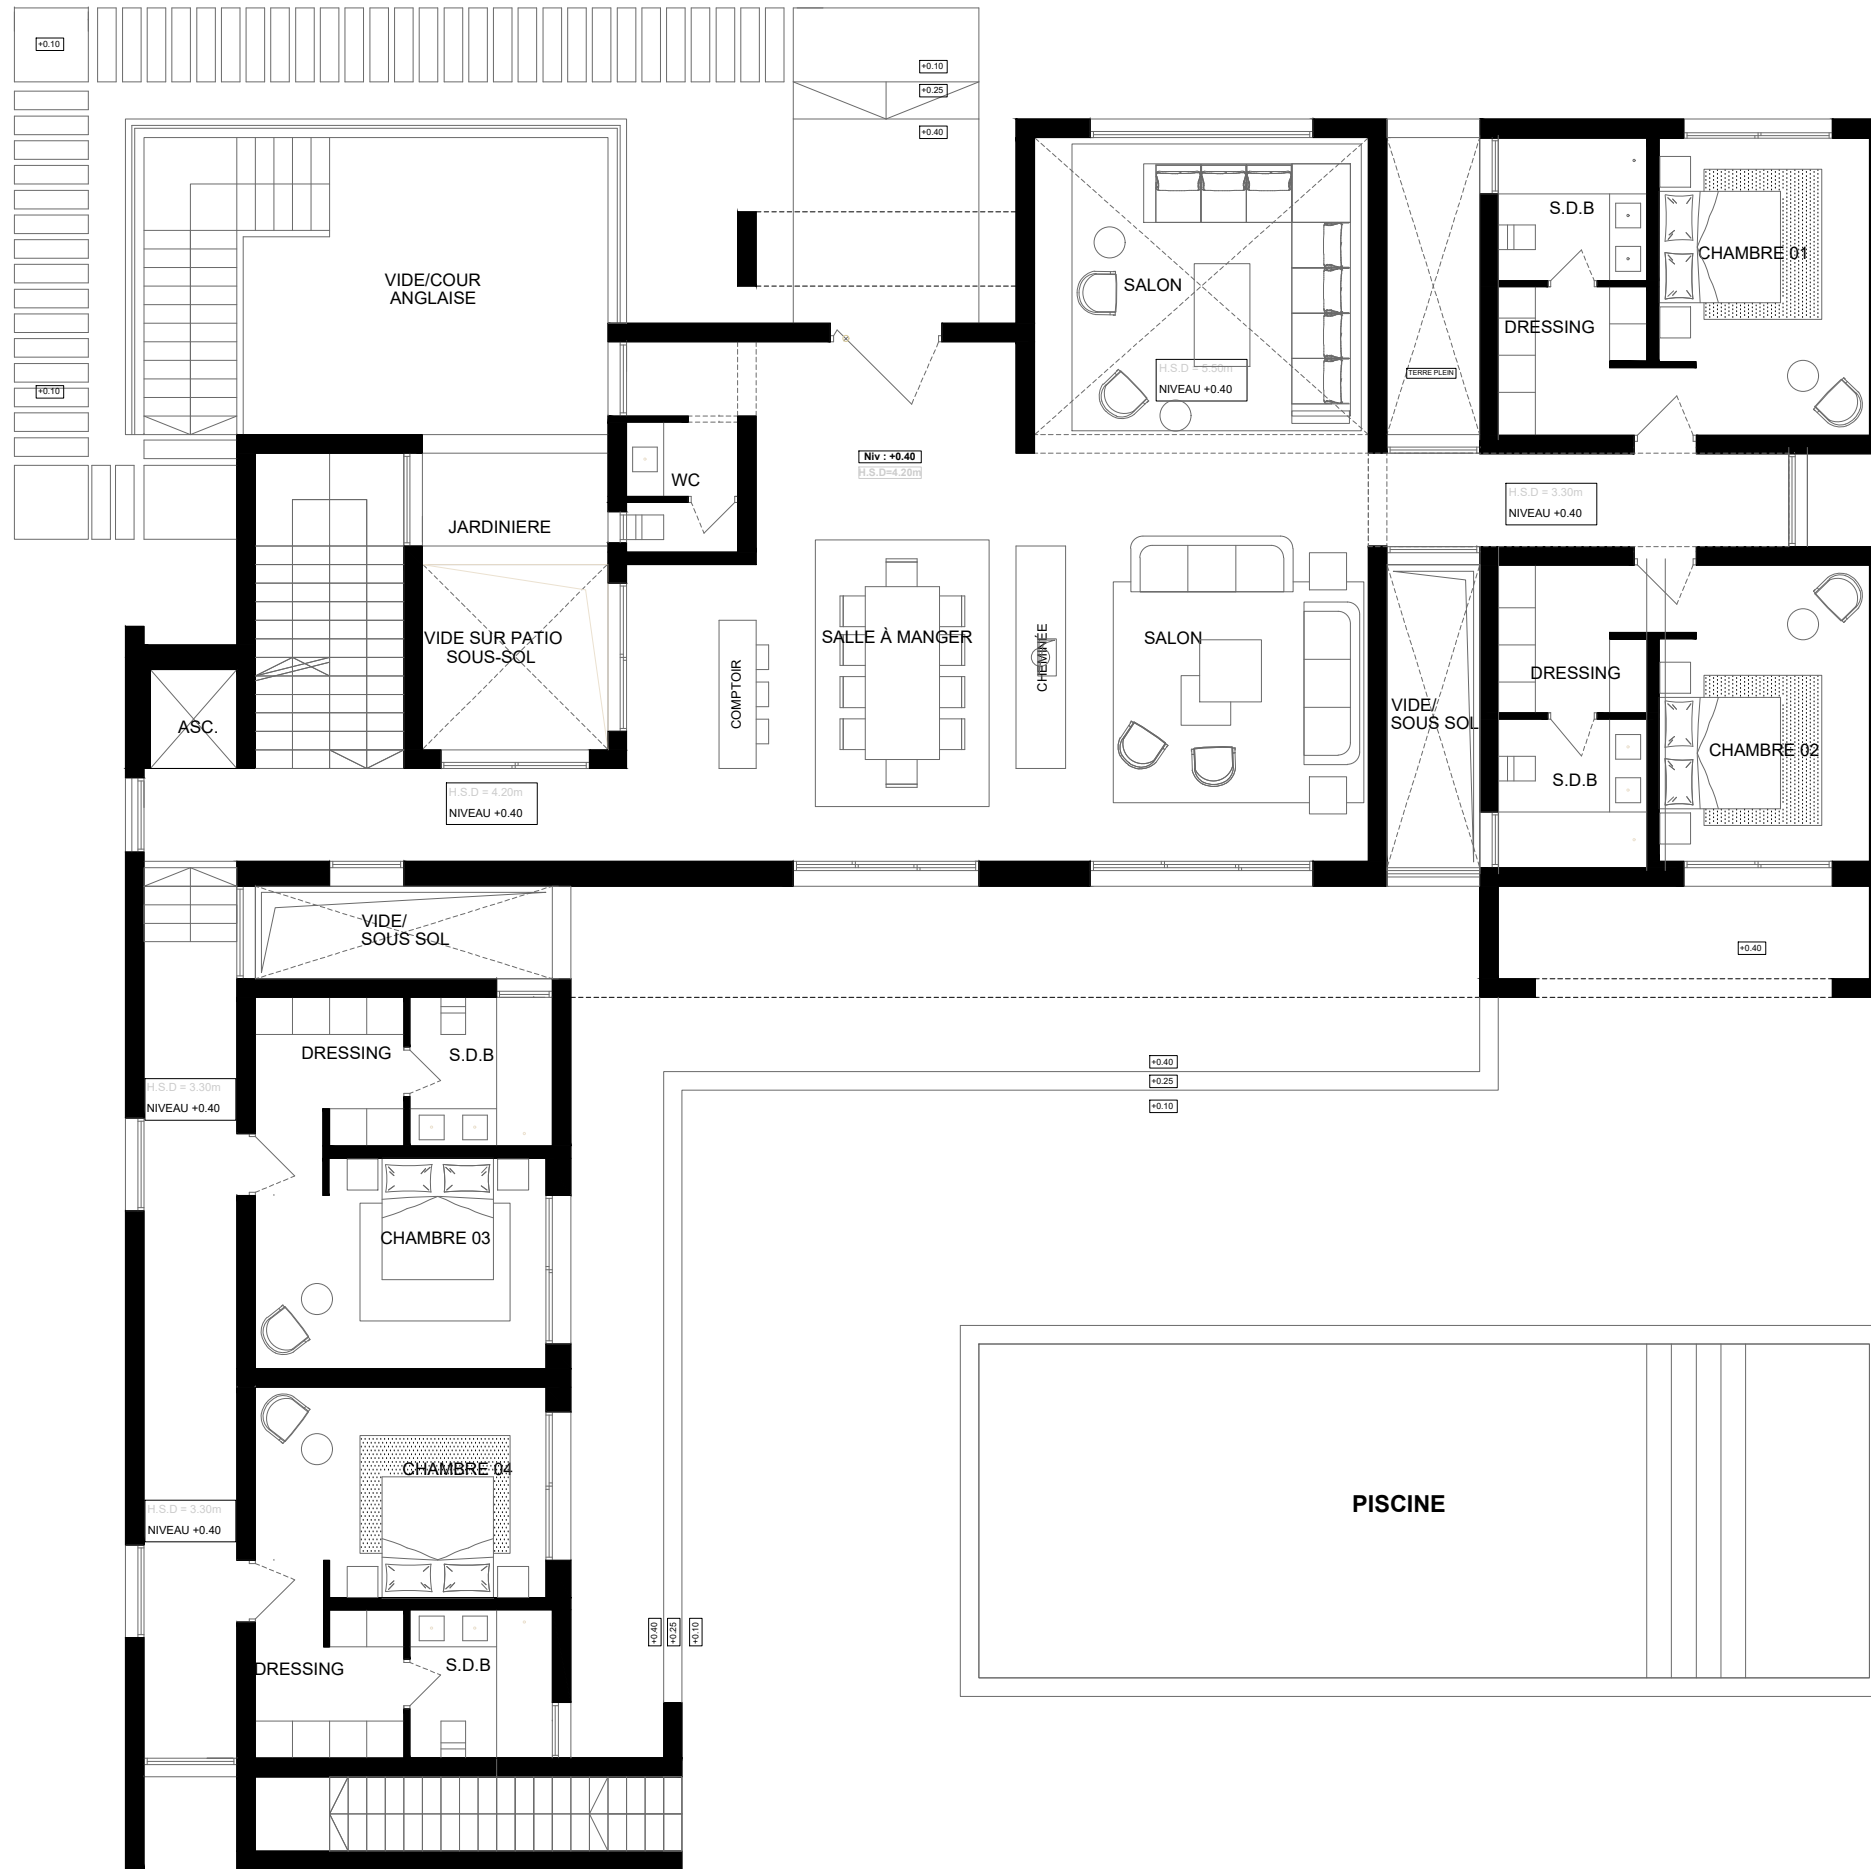 +0.10
+0.10
+0.25
+0.40
S.D.B
CHAMBRE 01
VIDE/COUR
ANGLAISE
SALON
DRESSING
H.S.D = 5.50m
NIVEAU +0.40
TERRE PLEIN
+0.10
Niv : +0.40
H.S.D=4.20m
WC
H.S.D = 3.30m
NIVEAU +0.40
JARDINIERE
VIDE SUR PATIO
SOUS-SOL
COMPTOIR
SALLE À MANGER
CHEMINÉE
SALON
DRESSING
VIDE/
SOUS SOL
ASC.
CHAMBRE 02
S.D.B
H.S.D = 4.20m
NIVEAU +0.40
VIDE/
SOUS SOL
+0.40
DRESSING
S.D.B
+0.40
+0.25
+0.10
H.S.D = 3.30m
NIVEAU +0.40
CHAMBRE 03
CHAMBRE 04
PISCINE
H.S.D = 3.30m
NIVEAU +0.40
+0.40
+0.25
+0.10
DRESSING
S.D.B